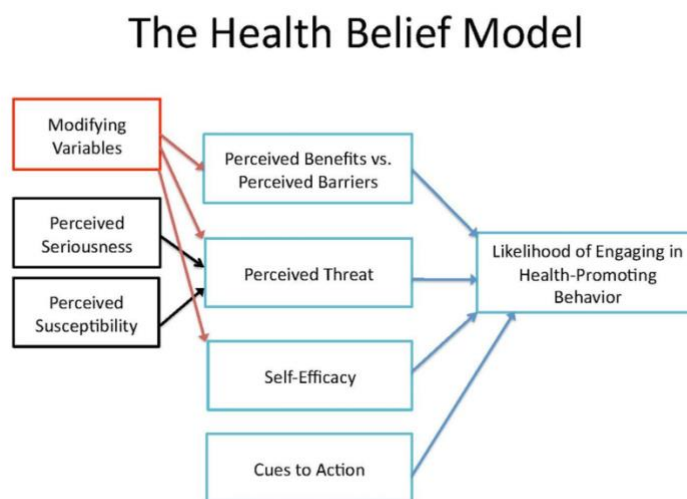 The Health Belief Model
Modifying
Variables
Perceived Benefits vs.
Perceived Barriers
Perceived
Seriousness
Perceived Threat
Likelihood of Engaging in
Health-Promoting
Behavior
Perceived
Susceptibility
Self-Efficacy
Cues to Action